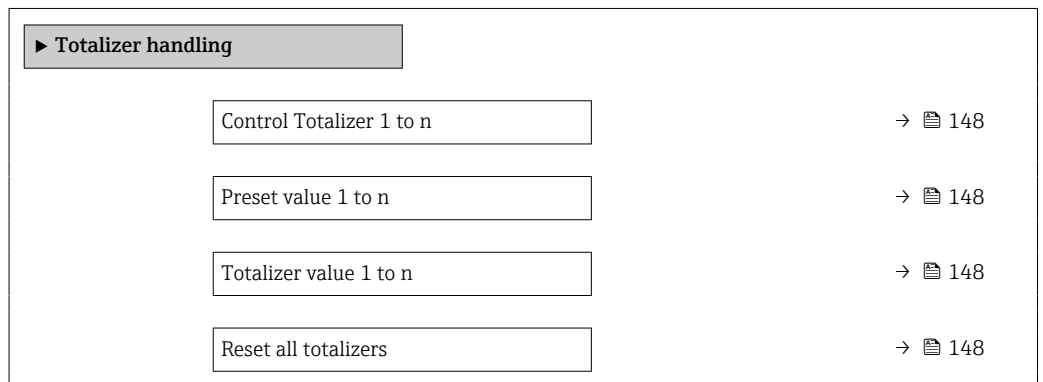 ▶ Totalizer handling
Control Totalizer 1 to n → 148
Preset value 1 to n → 148
Totalizer value 1 to n → 148
Reset all totalizers → 148